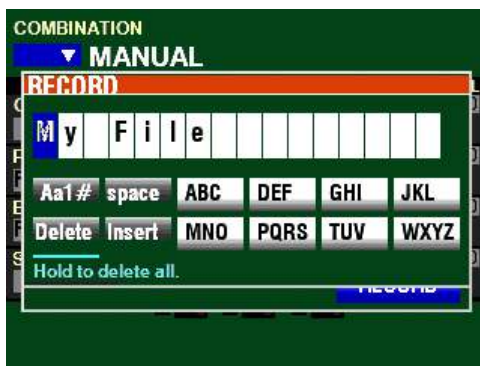 COMBINATION
MANUAL
RECORD
My File
Aa1# space ABC DEF GHI JKL
Delete Insert MNO PQRS TUV WXYZ
Hold to delete all.